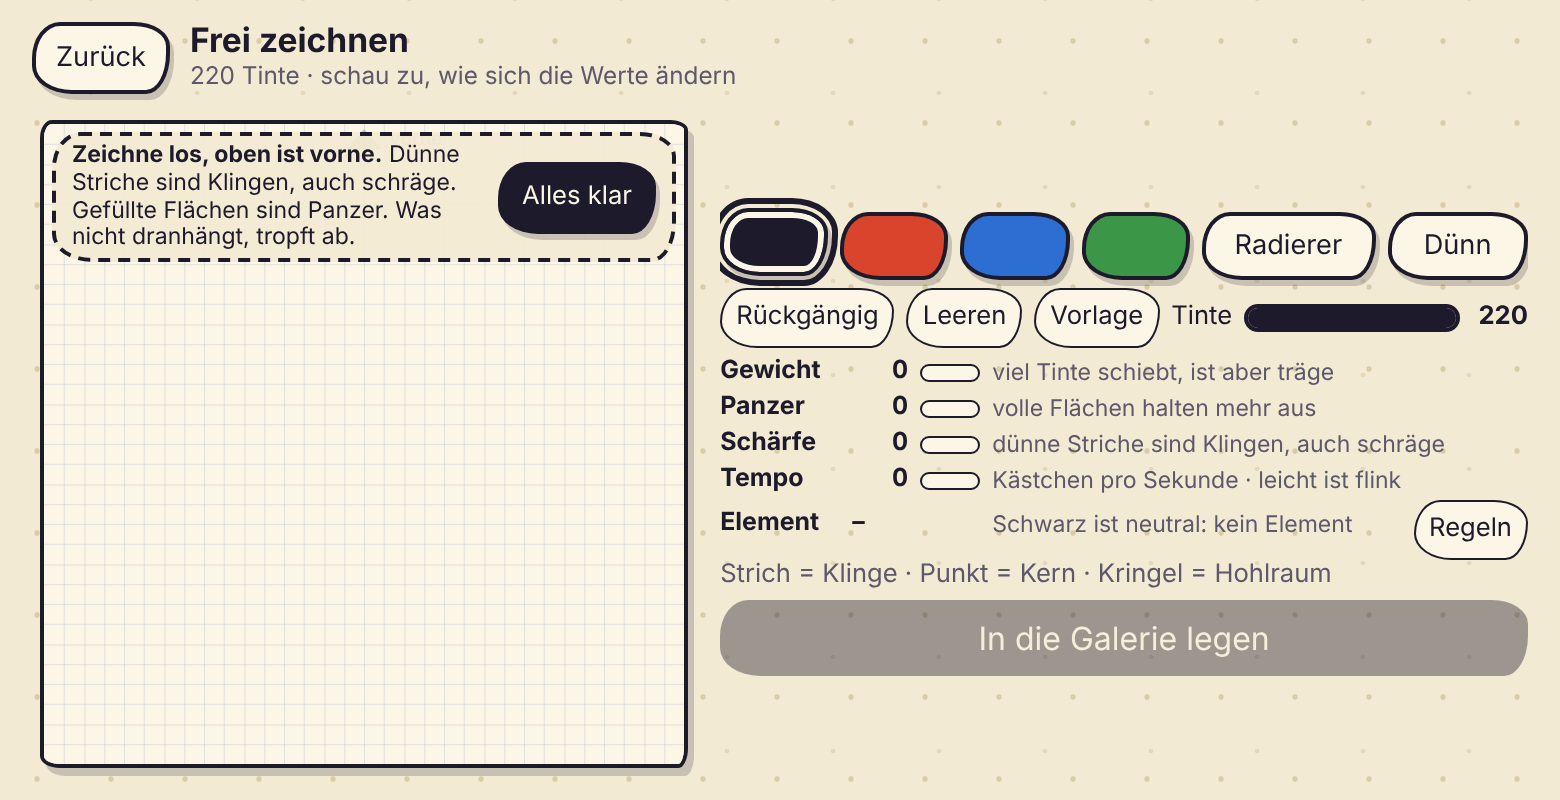 Zurück
Frei zeichnen
220 Tinte · schau zu, wie sich die Werte ändern
Zeichne los, oben ist vorne. Dünne
Striche sind Klingen, auch schräge.
Gefüllte Flächen sind Panzer. Was
nicht dranhängt, tropft ab.
Alles klar
Radierer
Dünn
Rückgängig
Leeren
Vorlage
Tinte 220
Gewicht 0 viel Tinte schiebt, ist aber träge
Panzer 0 volle Flächen halten mehr aus
Schärfe 0 dünne Striche sind Klingen, auch schräge
Tempo 0 Kästchen pro Sekunde · leicht ist flink
Element – Schwarz ist neutral: kein Element
Regeln
Strich = Klinge · Punkt = Kern · Kringel = Hohlraum
In die Galerie legen